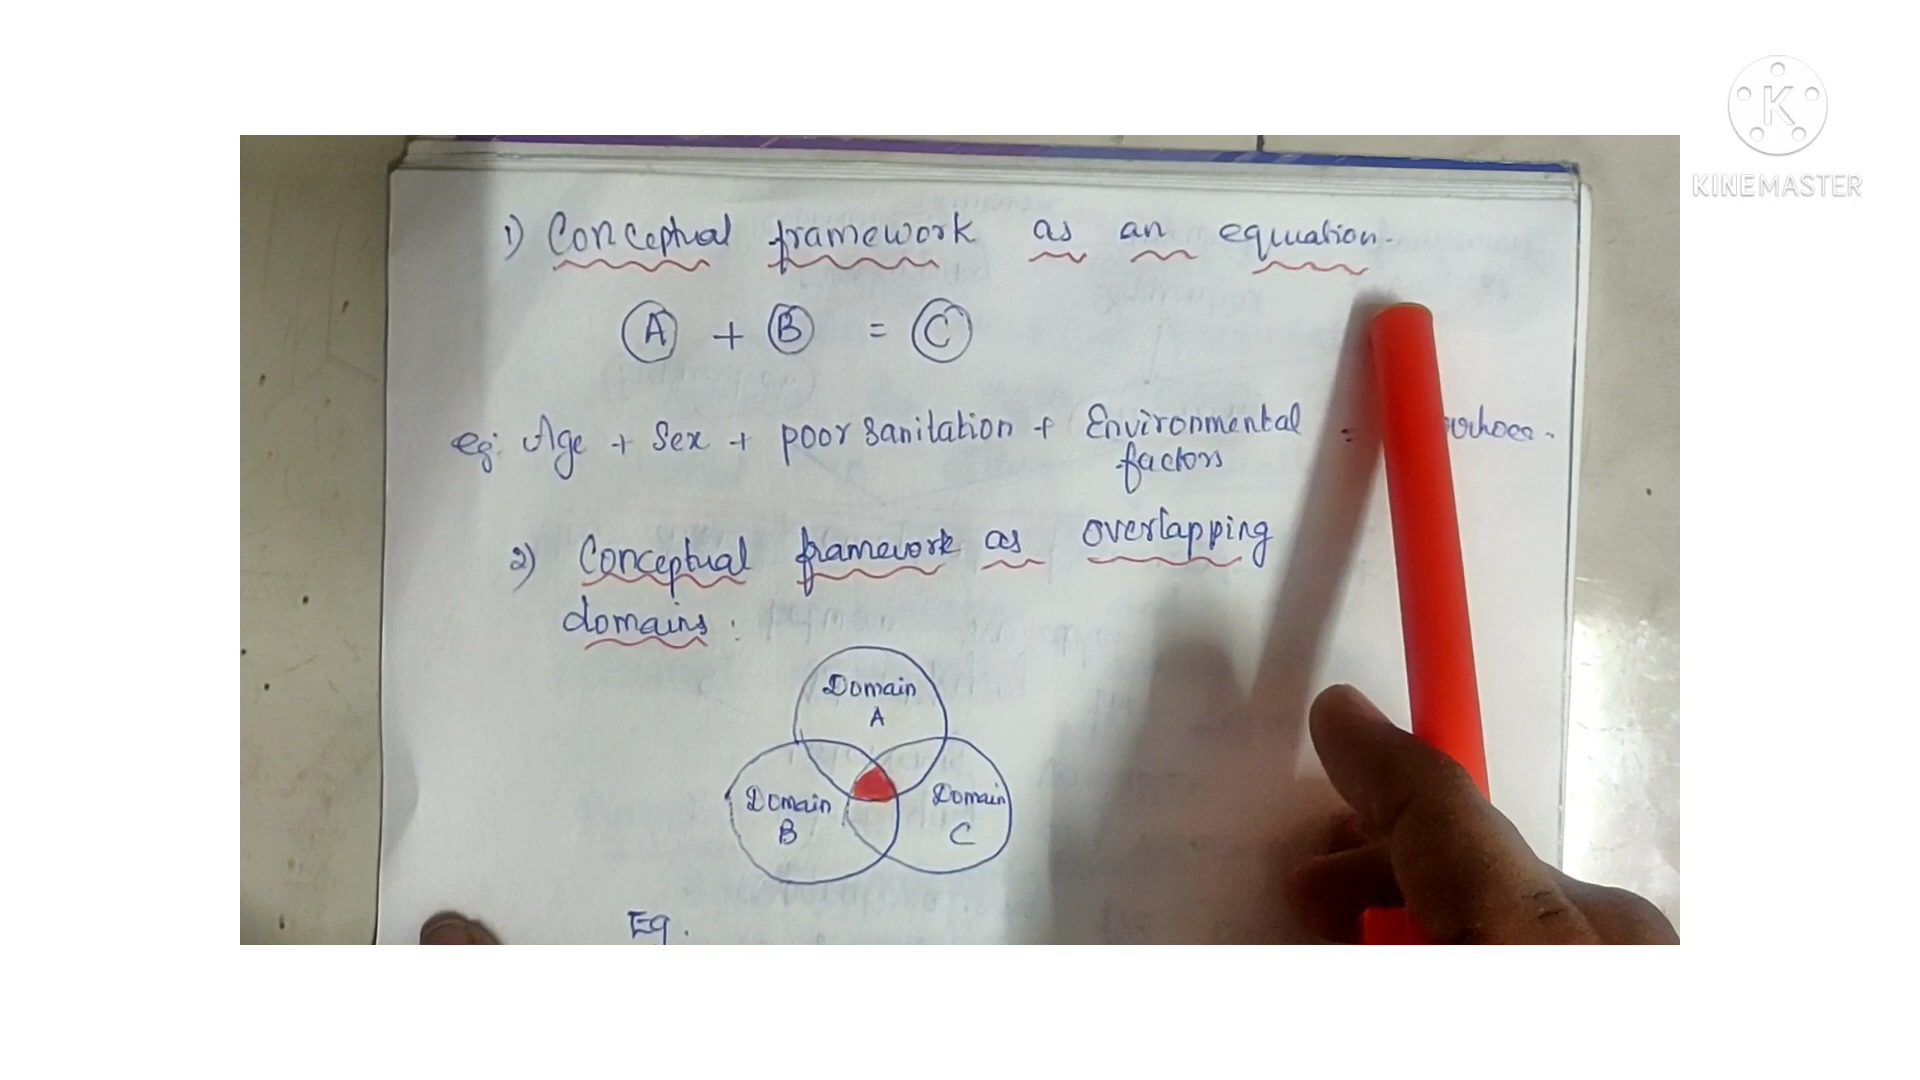 1) Conceptual framework as an equation.
A + B = C
eg: Age + Sex + poor sanitation + Environmental factors =
2) Conceptual framework as overlapping
domains:
Domain
A
Domain
B
Domain
C
Eg.
K
KINEMASTER